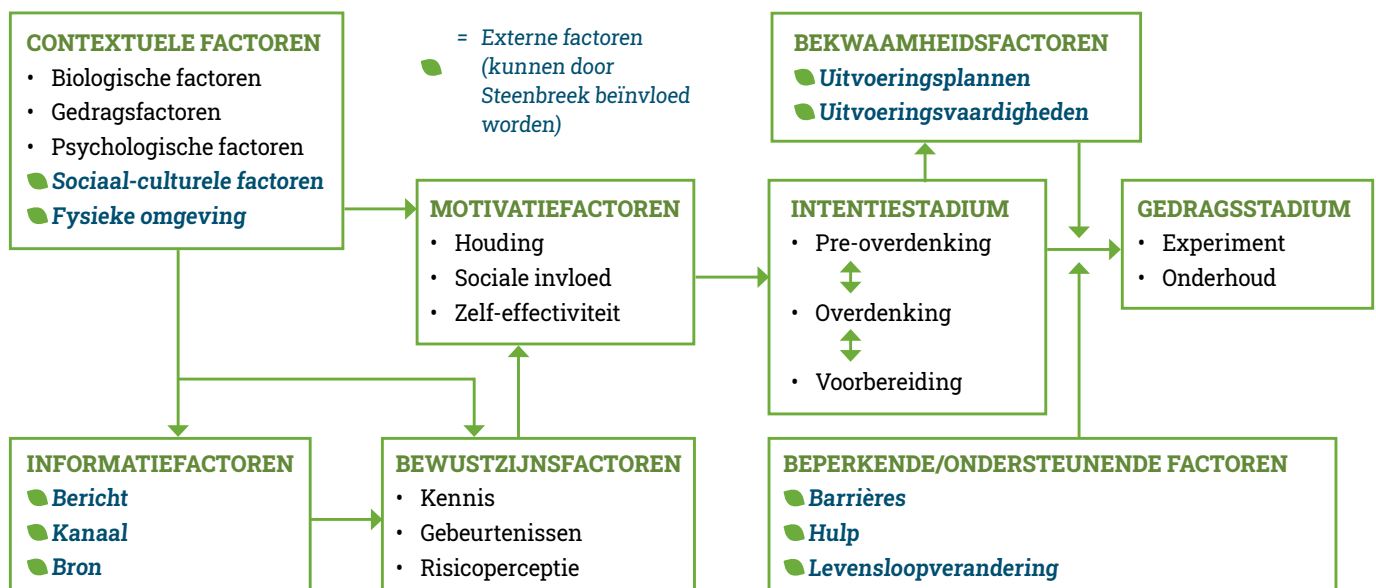 CONTEXTUELE FACTOREN
• Biologische factoren
• Gedragsfactoren
• Psychologische factoren
Sociaal-culturele factoren
Fysieke omgeving
= Externe factoren
(kunnen door
Steenbreek beïnvloed
worden)
BEKWAAMHEIDSFACTOREN
Uitvoeringsplannen
Uitvoeringsvaardigheden
MOTIVATIEFACTOREN
• Houding
• Sociale invloed
• Zelf-effectiviteit
INTENTIESTADIUM
• Pre-overdenking
• Overdenking
• Voorbereiding
GEDRAGSSTADIUM
• Experiment
• Onderhoud
INFORMATIEFACTOREN
Bericht
Kanaal
Bron
BEWUSTZIJNSFACTOREN
• Kennis
• Gebeurtenissen
• Risicoperceptie
BEPERKENDE/ONDERSTEUNENDE FACTOREN
Barrières
Hulp
Levensloopverandering